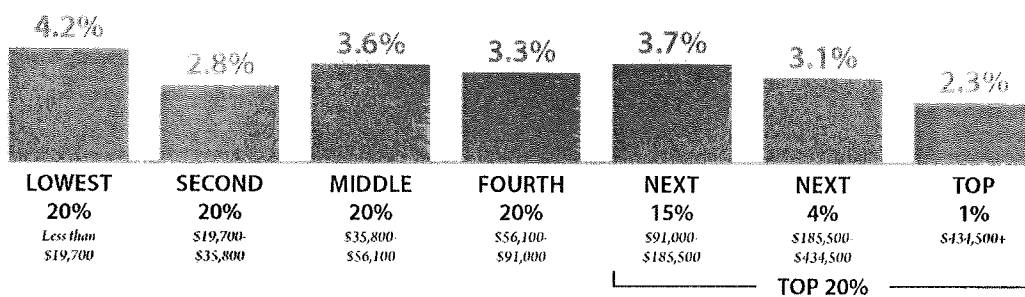 4.2%
2.8%
3.6%
3.3%
3.7%
3.1%
2.3%
LOWEST
20%
Less than
$19,700
SECOND
20%
$19,700-
$35,800
MIDDLE
20%
$35,800-
$56,100
FOURTH
20%
$56,100-
$91,000
NEXT
15%
$91,000-
$185,500
NEXT
4%
$185,500-
$434,500
TOP
1%
$434,500+
TOP 20%